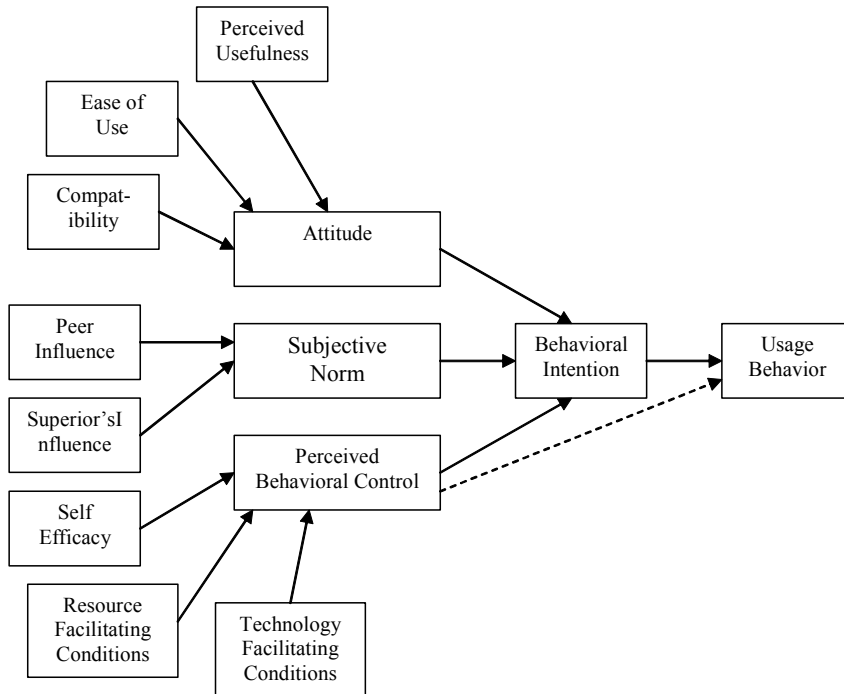 Perceived
Usefulness
Ease of
Use
Compat-
ibility
Attitude
Peer
Influence
Subjective
Norm
Behavioral
Intention
Usage
Behavior
Superior'sI
nfluence
Perceived
Behavioral Control
Self
Efficacy
Resource
Facilitating
Conditions
Technology
Facilitating
Conditions